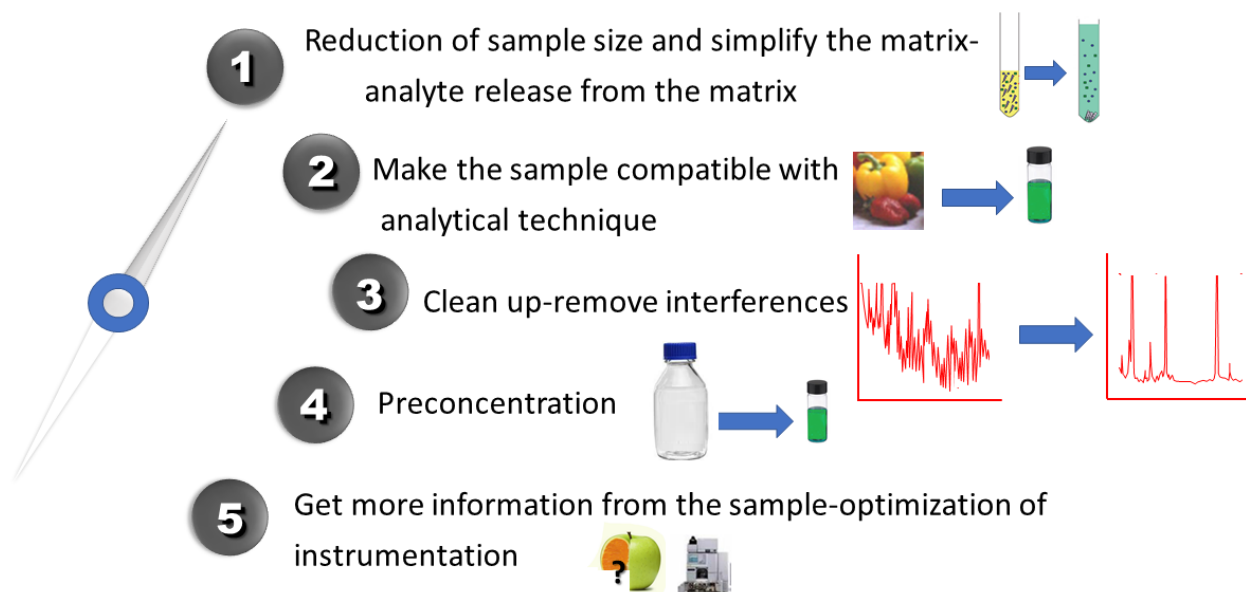 1
Reduction of sample size and simplify the matrix-
analyte release from the matrix
2
Make the sample compatible with
analytical technique
3
Clean up-remove interferences
4
Preconcentration
5
Get more information from the sample-optimization of
instrumentation
?